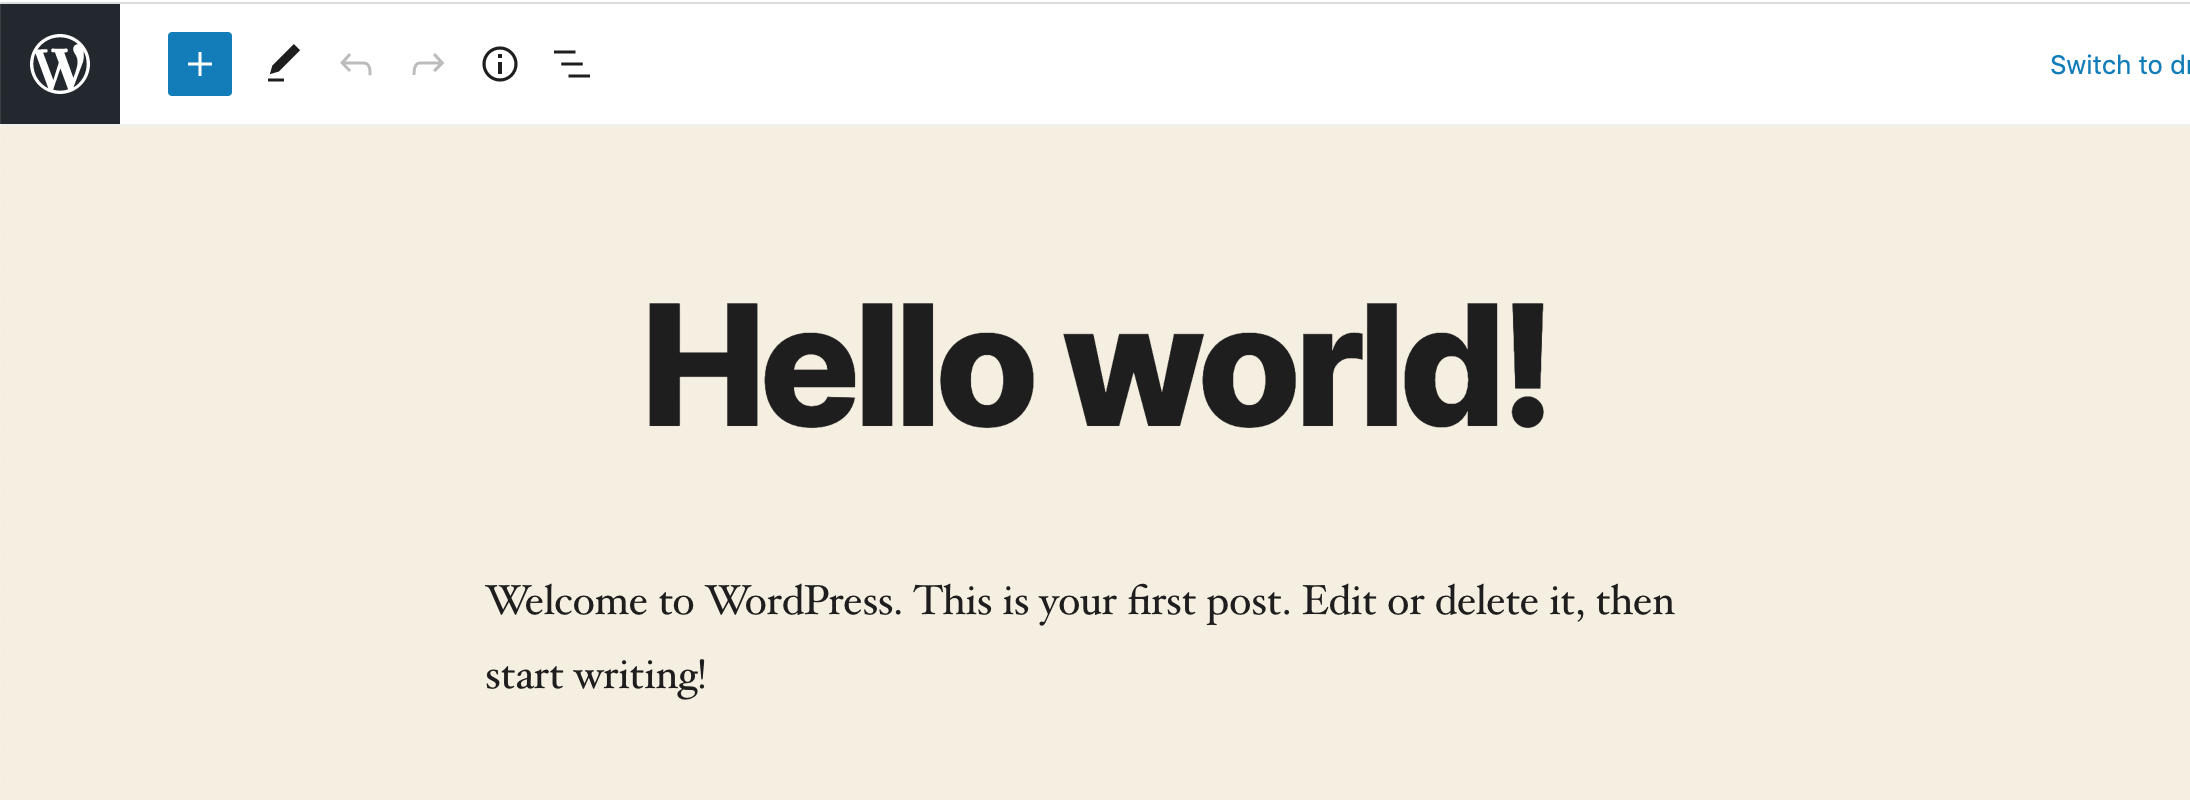 Switch to dr
Hello world!
Welcome to WordPress. This is your first post. Edit or delete it, then
start writing!